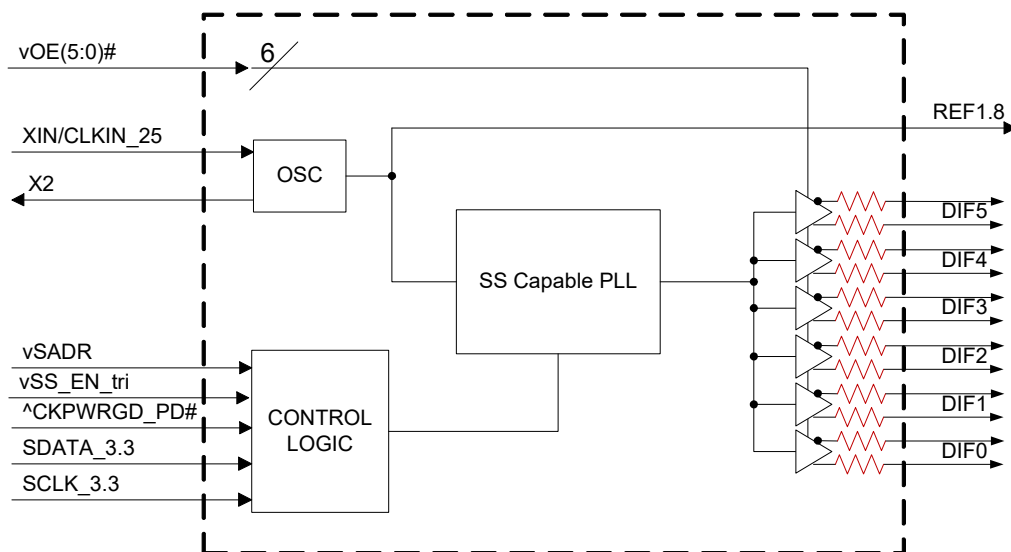 vOE(5:0)#
6
XIN/CLKIN_25
REF1.8
OSC
X2
DIF5
DIF4
SS Capable PLL
DIF3
vSADR
DIF2
vSS_EN_tri
^CKPWRGD_PD#
DIF1
CONTROL
LOGIC
SDATA_3.3
DIF0
SCLK_3.3